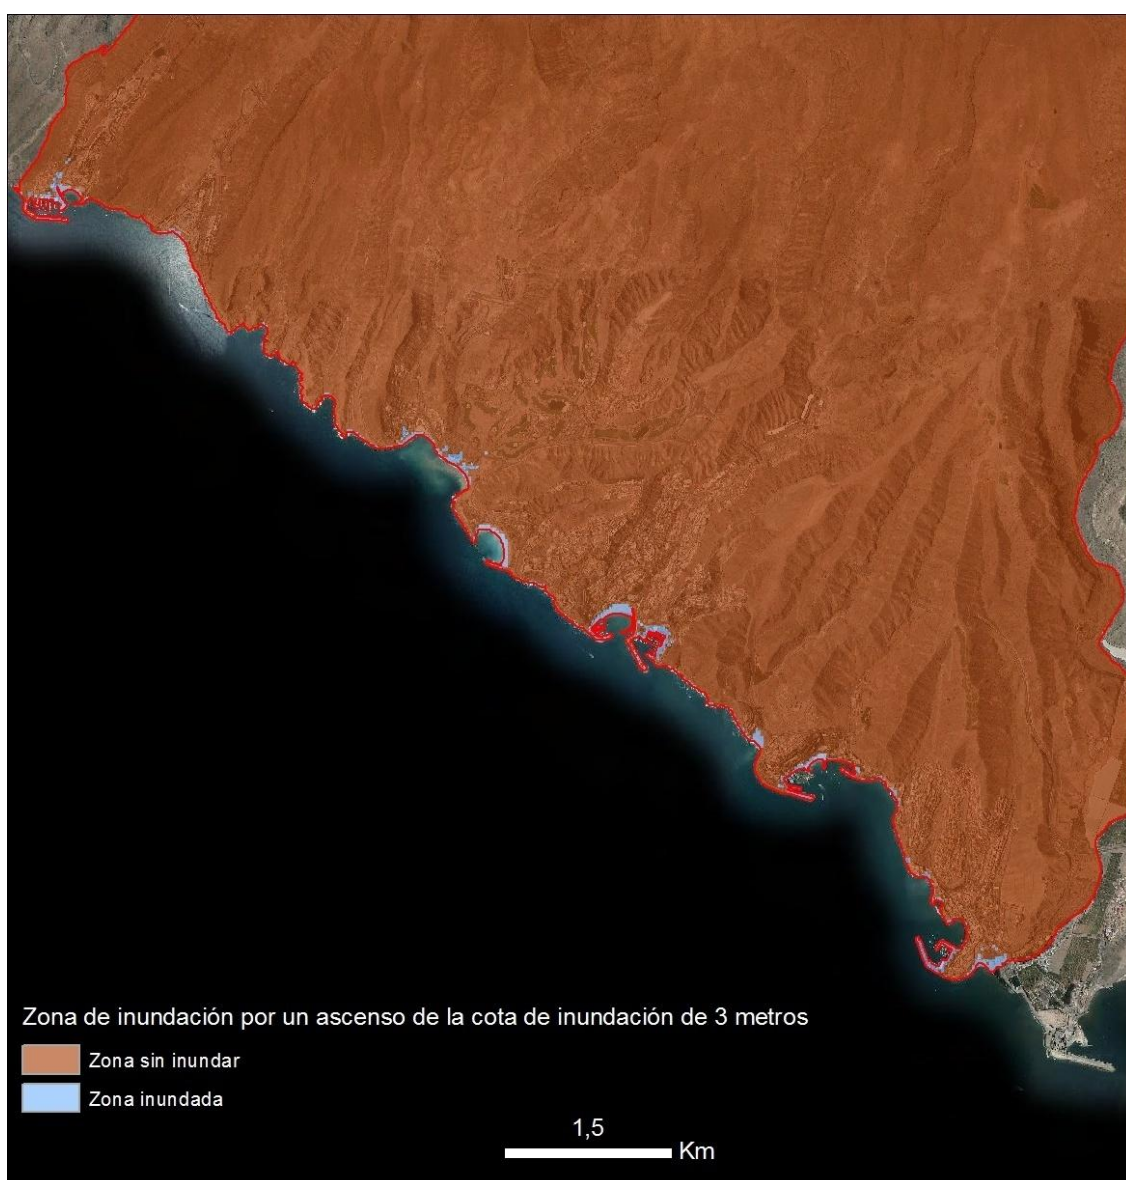 Zona de inundación por un ascenso de la cota de inundación de 3 metros
Zona sin inundar
Zona inundada
1,5
Km